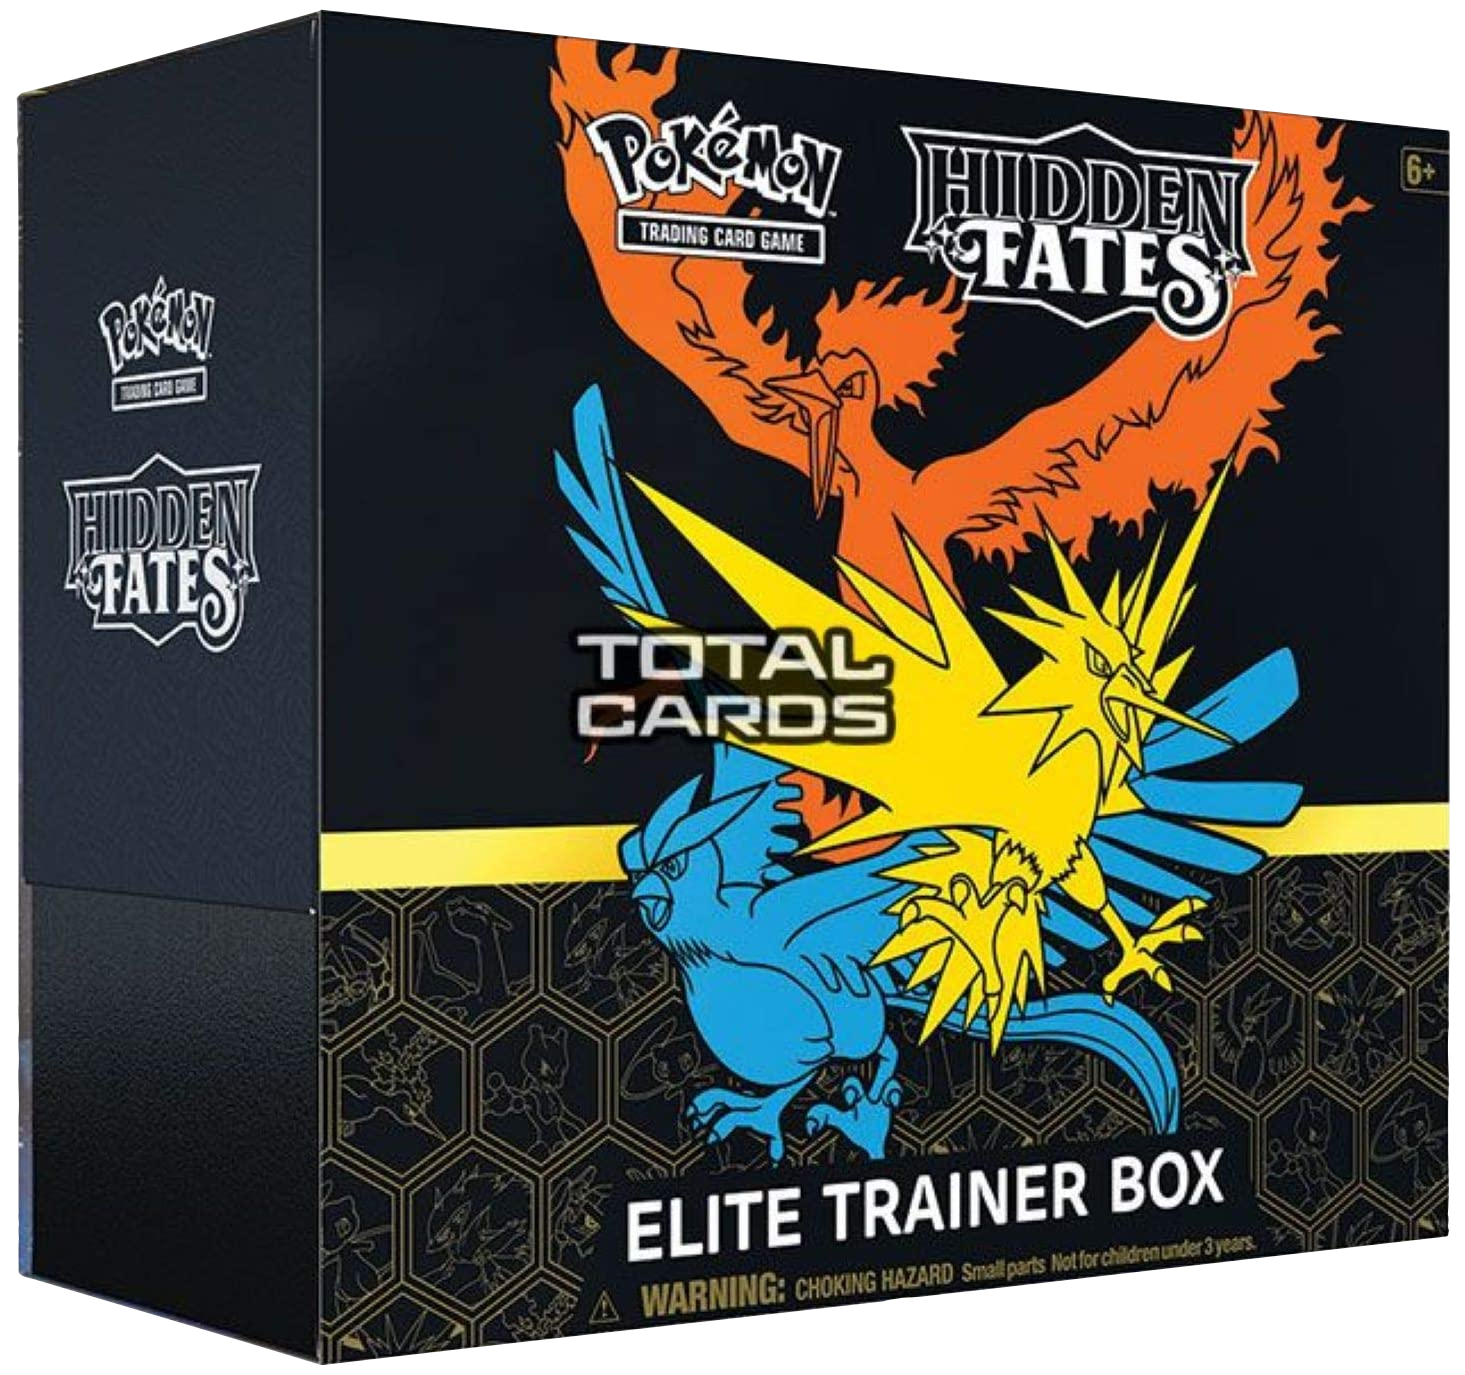 POKéMON
TRADING CARD GAME
HIDDEN
FATES
6+
POKéMON
TRADING CARD GAME
HIDDEN
FATES
TOTAL
CARDS
ELITE TRAINER BOX
WARNING: CHOKING HAZARD Small parts Not for children under 3 years.